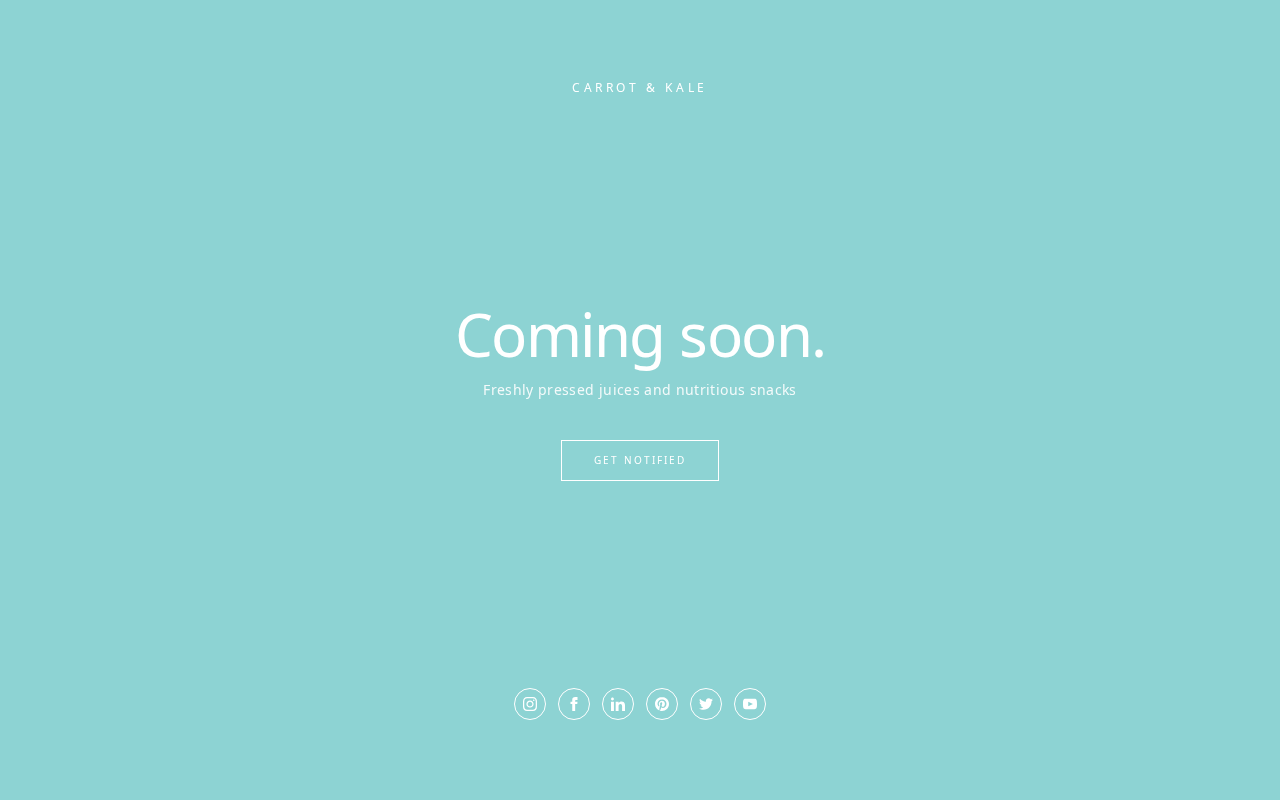 CARROT & KALE
Coming soon.
Freshly pressed juices and nutritious snacks
GET NOTIFIED